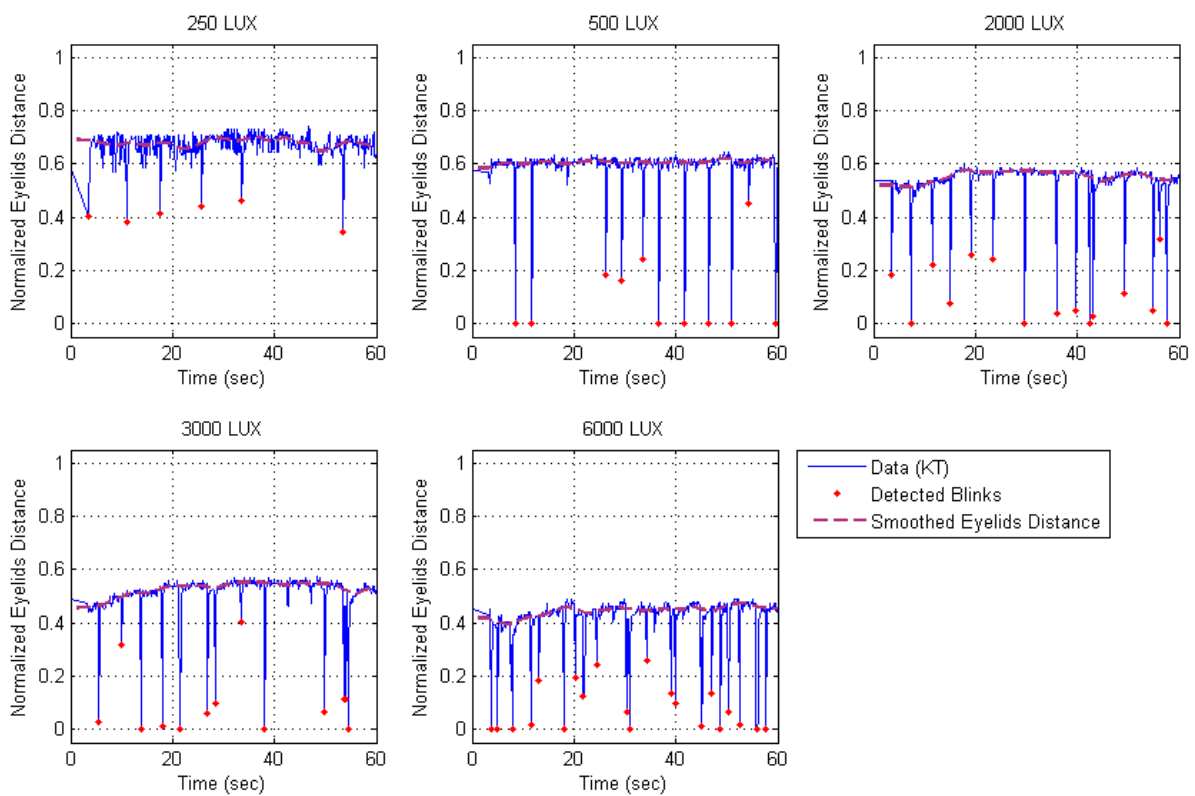 250 LUX
500 LUX
2000 LUX
Normalized Eyelids Distance
1
0.8
0.6
0.4
0.2
0
0 20 40 60
Time (sec)
Normalized Eyelids Distance
1
0.8
0.6
0.4
0.2
0
0 20 40 60
Time (sec)
Normalized Eyelids Distance
1
0.8
0.6
0.4
0.2
0
0 20 40 60
Time (sec)
3000 LUX
6000 LUX
Normalized Eyelids Distance
1
0.8
0.6
0.4
0.2
0
0 20 40 60
Time (sec)
Normalized Eyelids Distance
1
0.8
0.6
0.4
0.2
0
0 20 40 60
Time (sec)
Data (KT)
Detected Blinks
Smoothed Eyelids Distance